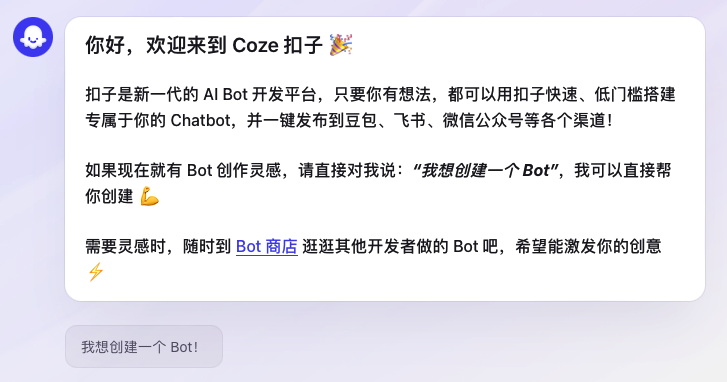 你好，欢迎来到 Coze 扣子 🎉
扣子是新一代的 AI Bot 开发平台，只要你有想法，都可以用扣子快速、低门槛搭建
专属于你的 Chatbot，并一键发布到豆包、飞书、微信公众号等各个渠道！
如果现在就有 Bot 创作灵感，请直接对我说：“我想创建一个 Bot”，我可以直接帮
你创建 💪
需要灵感时，随时到 Bot 商店 逛逛其他开发者做的 Bot 吧，希望能激发你的创意
⚡
我想创建一个 Bot！